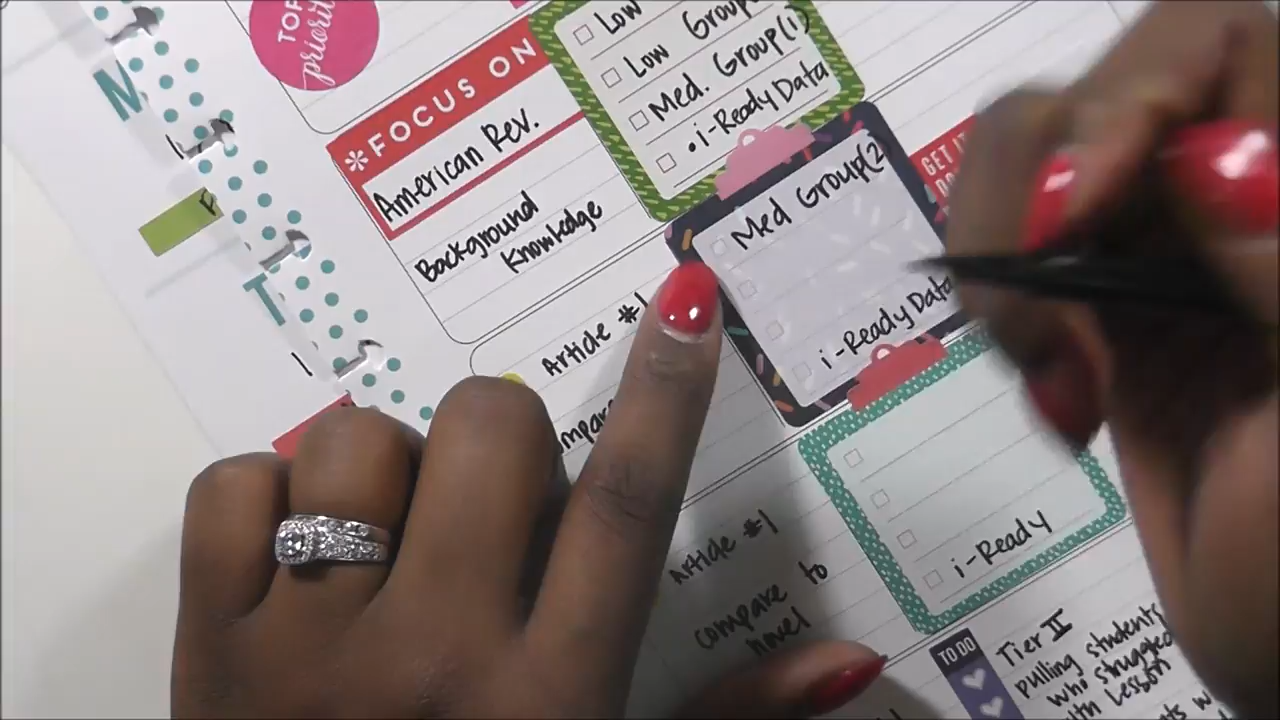 TOP
priority
M
*FOCUS ON
American Rev.
Background
Knowledge
Low
Low Group
Med. Group(1)
•i-Ready Data
Med Group(2)
i-Ready Data
T
Article #1
i-Ready
Article #1
compare to
novel
TO DO
Tier II
pulling students
who struggled
with Lesson